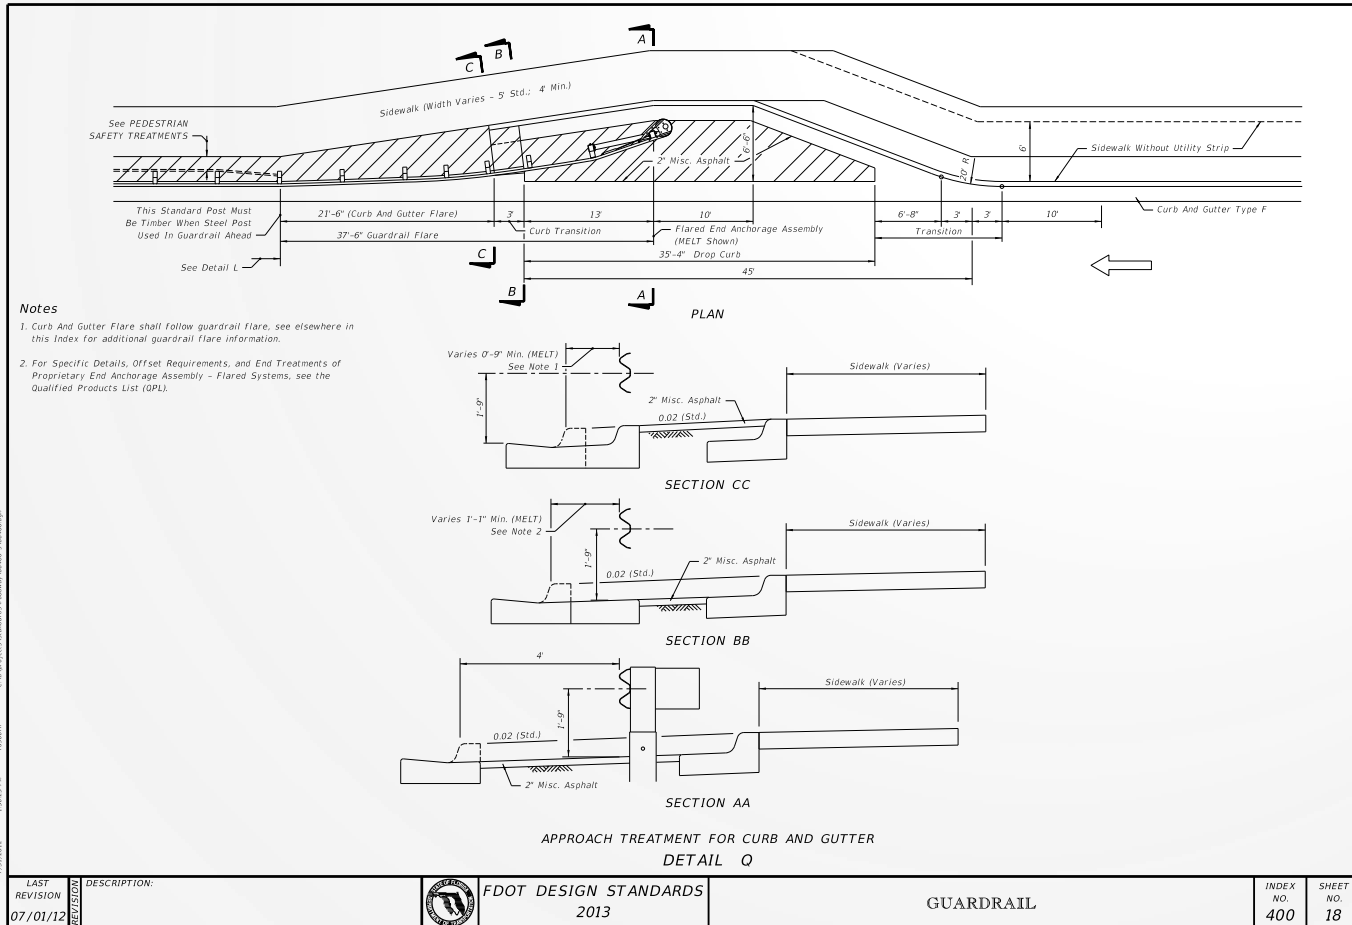 A
B
C
Sidewalk (Width Varies – 5' Std.; 4' Min.)
See PEDESTRIAN
SAFETY TREATMENTS
2" Misc. Asphalt
6'-6"
6'
20' R.
Sidewalk Without Utility Strip
This Standard Post Must
Be Timber When Steel Post
Used In Guardrail Ahead
21'-6" (Curb And Gutter Flare)
3'
13'
10'
6'-8"
3'
3'
10'
Curb And Gutter Type F
Curb Transition
37'-6" Guardrail Flare
Flared End Anchorage Assembly
(MELT Shown)
Transition
See Detail L
35'-4" Drop Curb
45'
C
B
A
PLAN
Notes
1. Curb And Gutter Flare shall follow guardrail flare, see elsewhere in
this Index for additional guardrail flare information.
2. For Specific Details, Offset Requirements, and End Treatments of
Proprietary End Anchorage Assembly – Flared Systems, see the
Qualified Products List (QPL).
Varies 0'-9" Min. (MELT)
See Note 1
1'-9"
2" Misc. Asphalt
0.02 (Std.)
Sidewalk (Varies)
SECTION CC
Varies 1'-1" Min. (MELT)
See Note 2
1'-9"
0.02 (Std.)
2" Misc. Asphalt
Sidewalk (Varies)
SECTION BB
4'
1'-9"
0.02 (Std.)
2" Misc. Asphalt
Sidewalk (Varies)
SECTION AA
APPROACH TREATMENT FOR CURB AND GUTTER
DETAIL Q
LAST
REVISION
07/01/12
REVISION
DESCRIPTION:
FDOT DESIGN STANDARDS
2013
GUARDRAIL
INDEX
NO.
400
SHEET
NO.
18